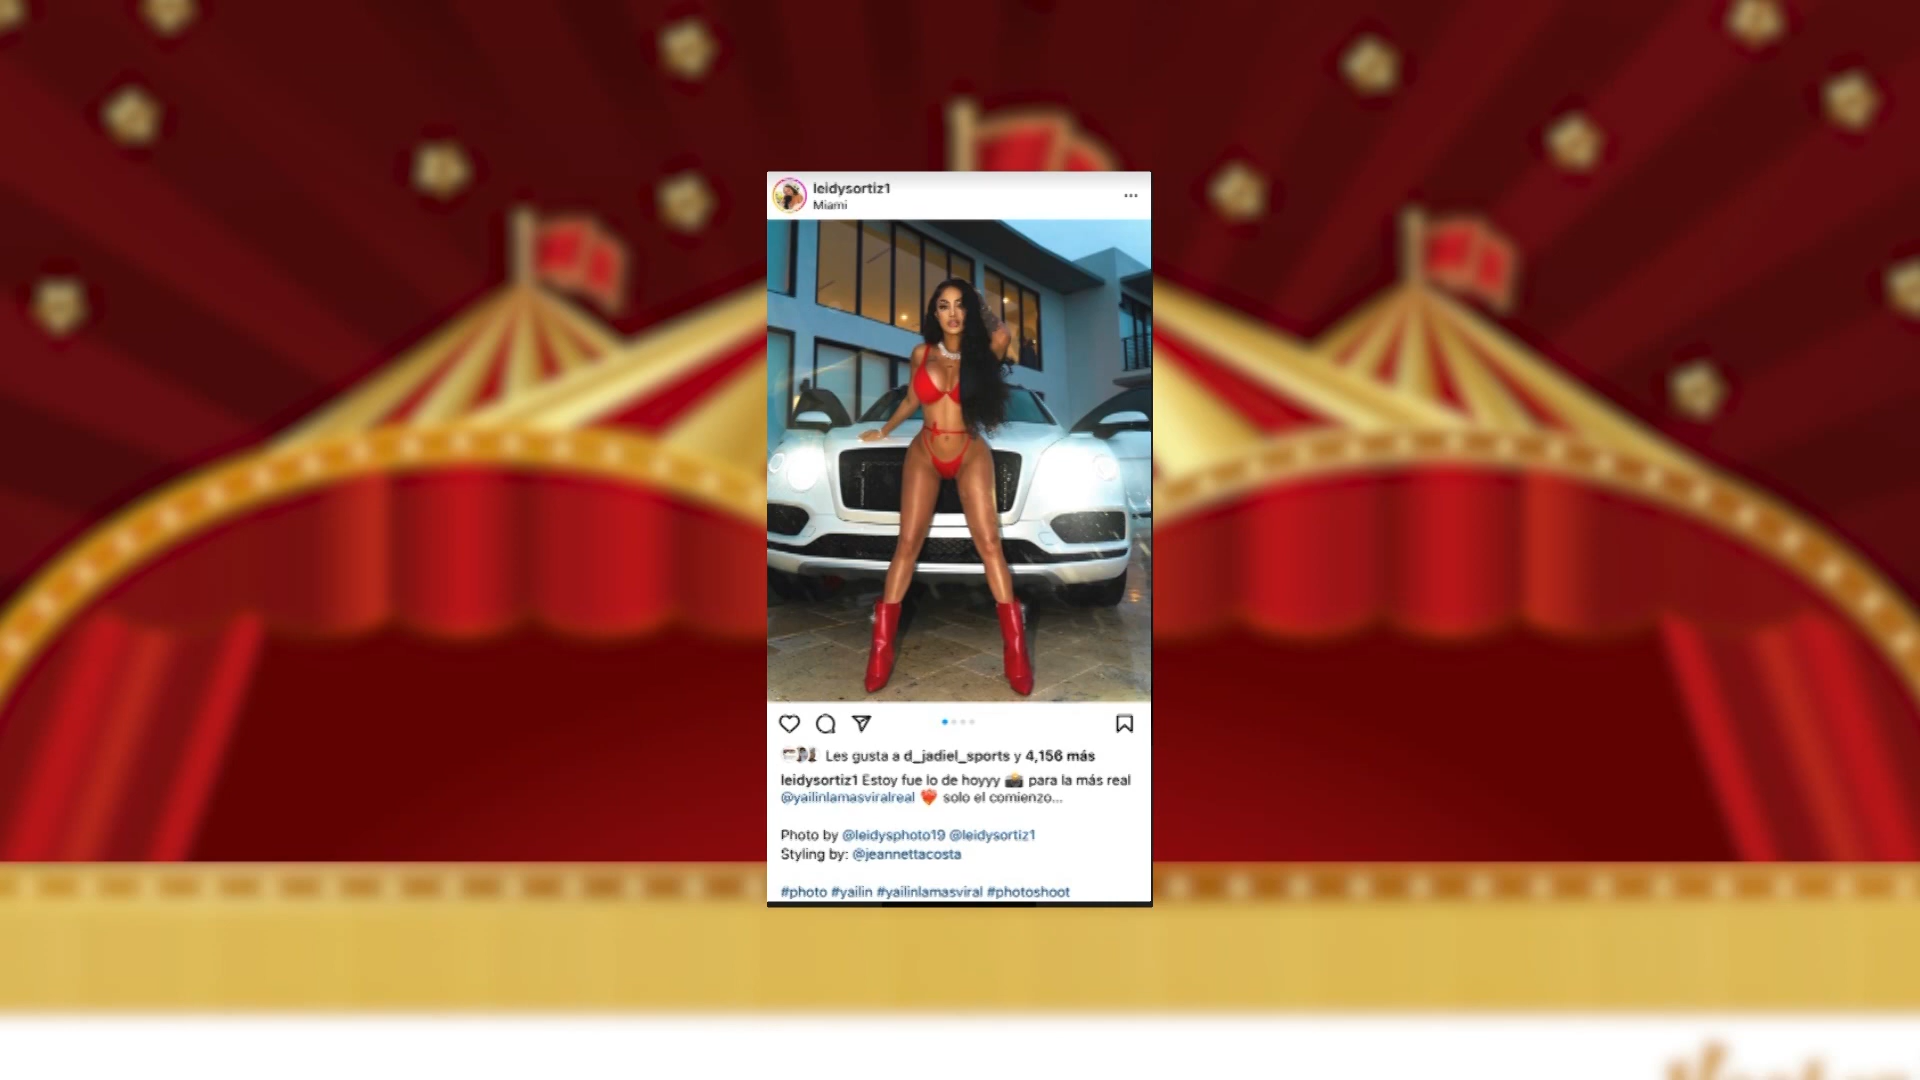 leidysortiz1
Miami
Les gusta a d_jadiel_sports y 4,156 más
leidysortiz1 Estoy fue lo de hoyyy 📸 para la más real
@yailinlamasviralreal ❤️‍🔥 solo el comienzo...
Photo by @leidysphoto19 @leidysortiz1
Styling by: @jeannettacosta
#photo #yailin #yailinlamasviral #photoshoot